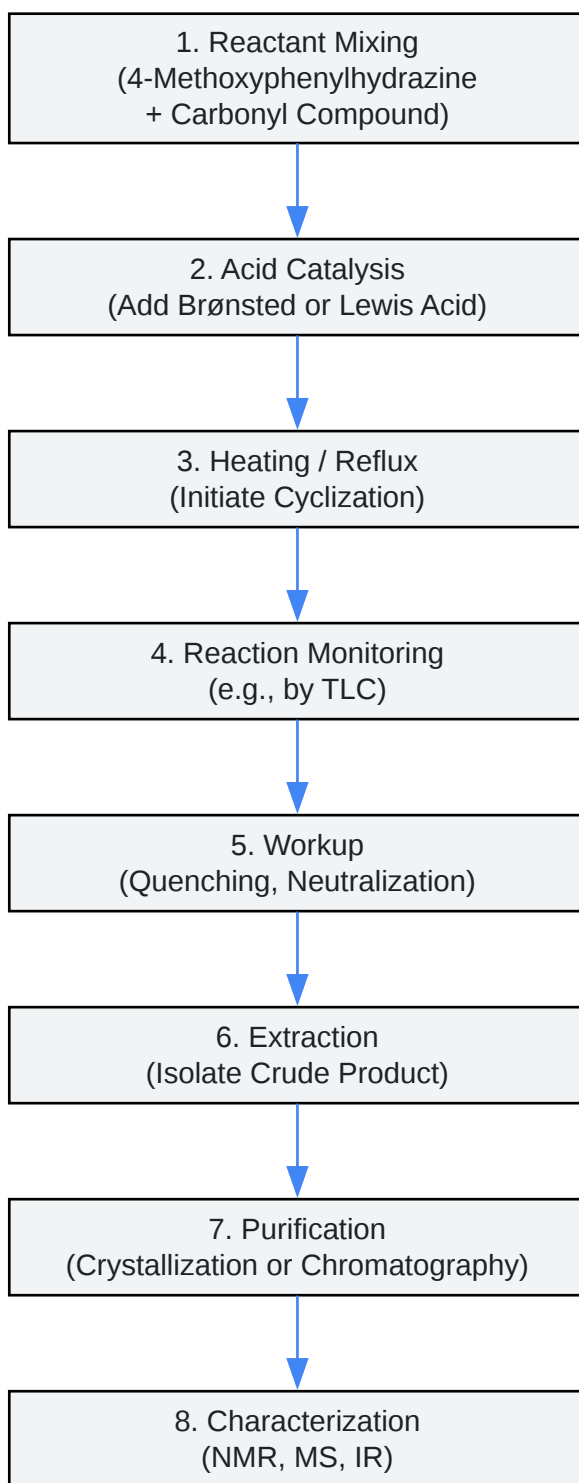 1. Reactant Mixing
(4-Methoxyphenylhydrazine
+ Carbonyl Compound)
2. Acid Catalysis
(Add Brønsted or Lewis Acid)
3. Heating / Reflux
(Initiate Cyclization)
4. Reaction Monitoring
(e.g., by TLC)
5. Workup
(Quenching, Neutralization)
6. Extraction
(Isolate Crude Product)
7. Purification
(Crystallization or Chromatography)
8. Characterization
(NMR, MS, IR)